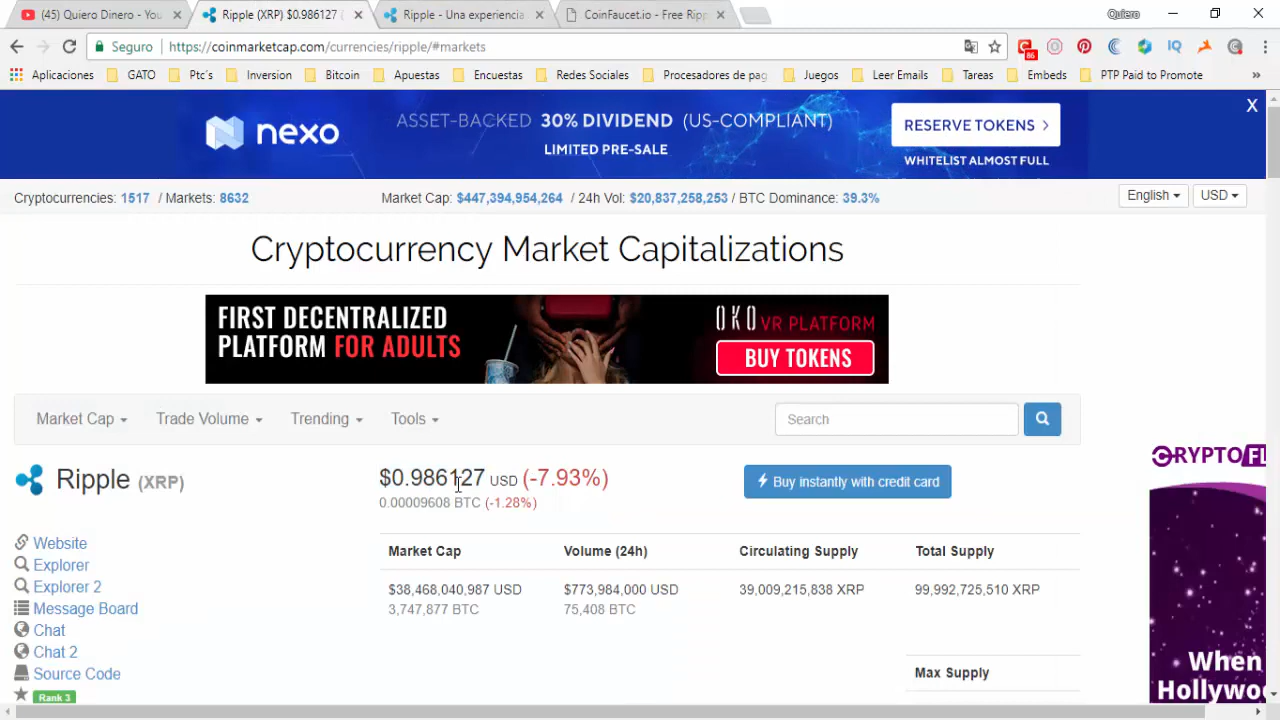 (45) Quiero Dinero - You
Ripple (XRP) $0.986127
Ripple - Una experiencia
CoinFaucet.io - Free Ripp
Quiero
Seguro
https://coinmarketcap.com/currencies/ripple/#markets
86
IQ
Aplicaciones
GATO
Ptc's
Inversion
Bitcoin
Apuestas
Encuestas
Redes Sociales
Procesadores de pag
Juegos
Leer Emails
Tareas
Embeds
PTP Paid to Promote
»
nexo
ASSET-BACKED 30% DIVIDEND (US-COMPLIANT)
LIMITED PRE-SALE
RESERVE TOKENS >
WHITELIST ALMOST FULL
X
Cryptocurrencies: 1517 / Markets: 8632
Market Cap: $447,394,954,264 / 24h Vol: $20,837,258,253 / BTC Dominance: 39.3%
English
USD
Cryptocurrency Market Capitalizations
FIRST DECENTRALIZED
PLATFORM FOR ADULTS
OKO VR PLATFORM
BUY TOKENS
Market Cap
Trade Volume
Trending
Tools
Search
Ripple (XRP)
$0.986127 USD (-7.93%)
0.00009608 BTC (-1.28%)
Buy instantly with credit card
Website
Explorer
Explorer 2
Message Board
Chat
Chat 2
Source Code
Rank 3
Market Cap
Volume (24h)
Circulating Supply
Total Supply
$38,468,040,987 USD
$773,984,000 USD
39,009,215,838 XRP
99,992,725,510 XRP
3,747,877 BTC
75,408 BTC
Max Supply
CRYPTOFL
When
Hollywoo